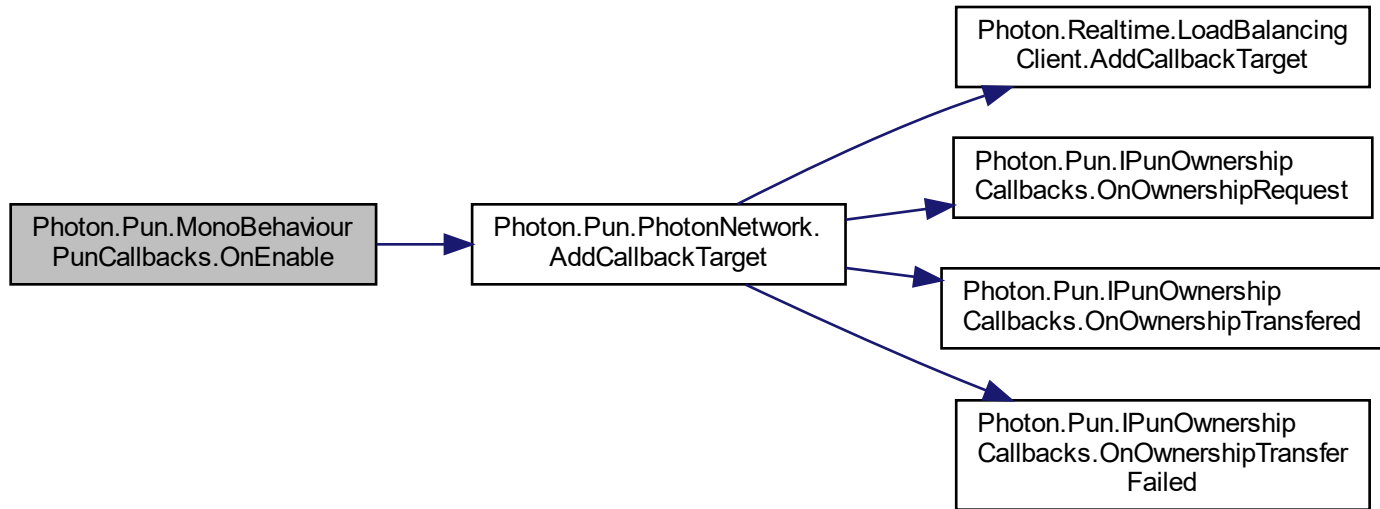 Photon.Pun.MonoBehaviour
PunCallbacks.OnEnable
Photon.Pun.PhotonNetwork.
AddCallbackTarget
Photon.Realtime.LoadBalancing
Client.AddCallbackTarget
Photon.Pun.IPunOwnership
Callbacks.OnOwnershipRequest
Photon.Pun.IPunOwnership
Callbacks.OnOwnershipTransfered
Photon.Pun.IPunOwnership
Callbacks.OnOwnershipTransfer
Failed